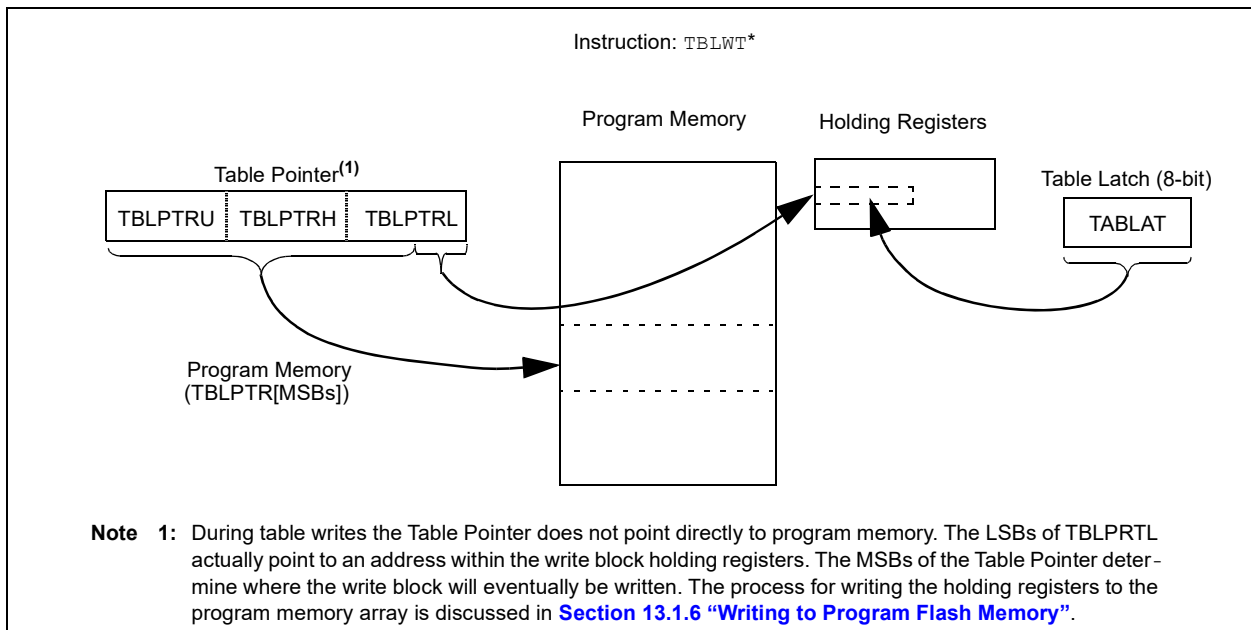 Instruction: TBLWT*
Program Memory
Holding Registers
Table Pointer(1)
Table Latch (8-bit)
TBLPTRU TBLPTRH TBLPTRL
TABLAT
Program Memory
(TBLPTR[MSBs])
Note 1: During table writes the Table Pointer does not point directly to program memory. The LSBs of TBLPRTL
actually point to an address within the write block holding registers. The MSBs of the Table Pointer deter-
mine where the write block will eventually be written. The process for writing the holding registers to the
program memory array is discussed in Section 13.1.6 “Writing to Program Flash Memory”.